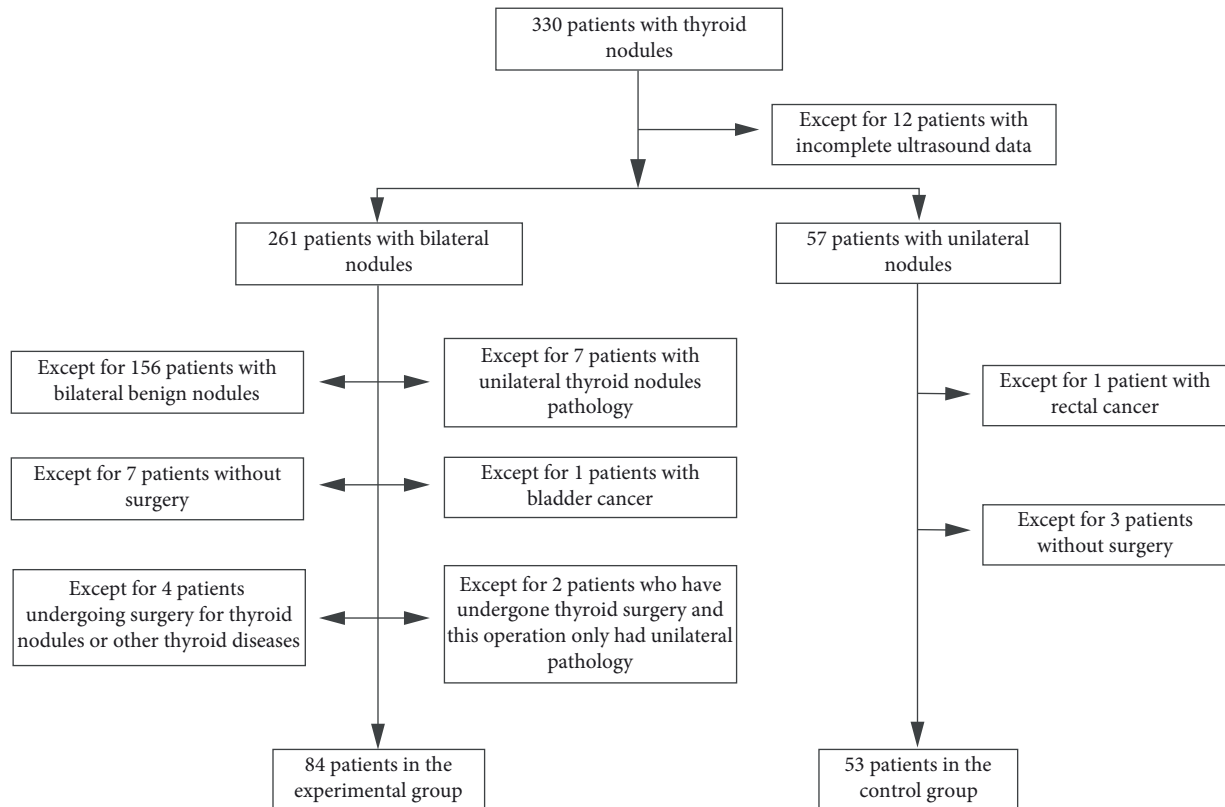 330 patients with thyroid
nodules
Except for 12 patients with
incomplete ultrasound data
261 patients with bilateral
nodules
57 patients with unilateral
nodules
Except for 156 patients with
bilateral benign nodules
Except for 7 patients with
unilateral thyroid nodules
pathology
Except for 1 patient with
rectal cancer
Except for 7 patients without
surgery
Except for 1 patients with
bladder cancer
Except for 3 patients
without surgery
Except for 4 patients
undergoing surgery for thyroid
nodules or other thyroid diseases
Except for 2 patients who have
undergone thyroid surgery and
this operation only had unilateral
pathology
84 patients in the
experimental group
53 patients in the
control group